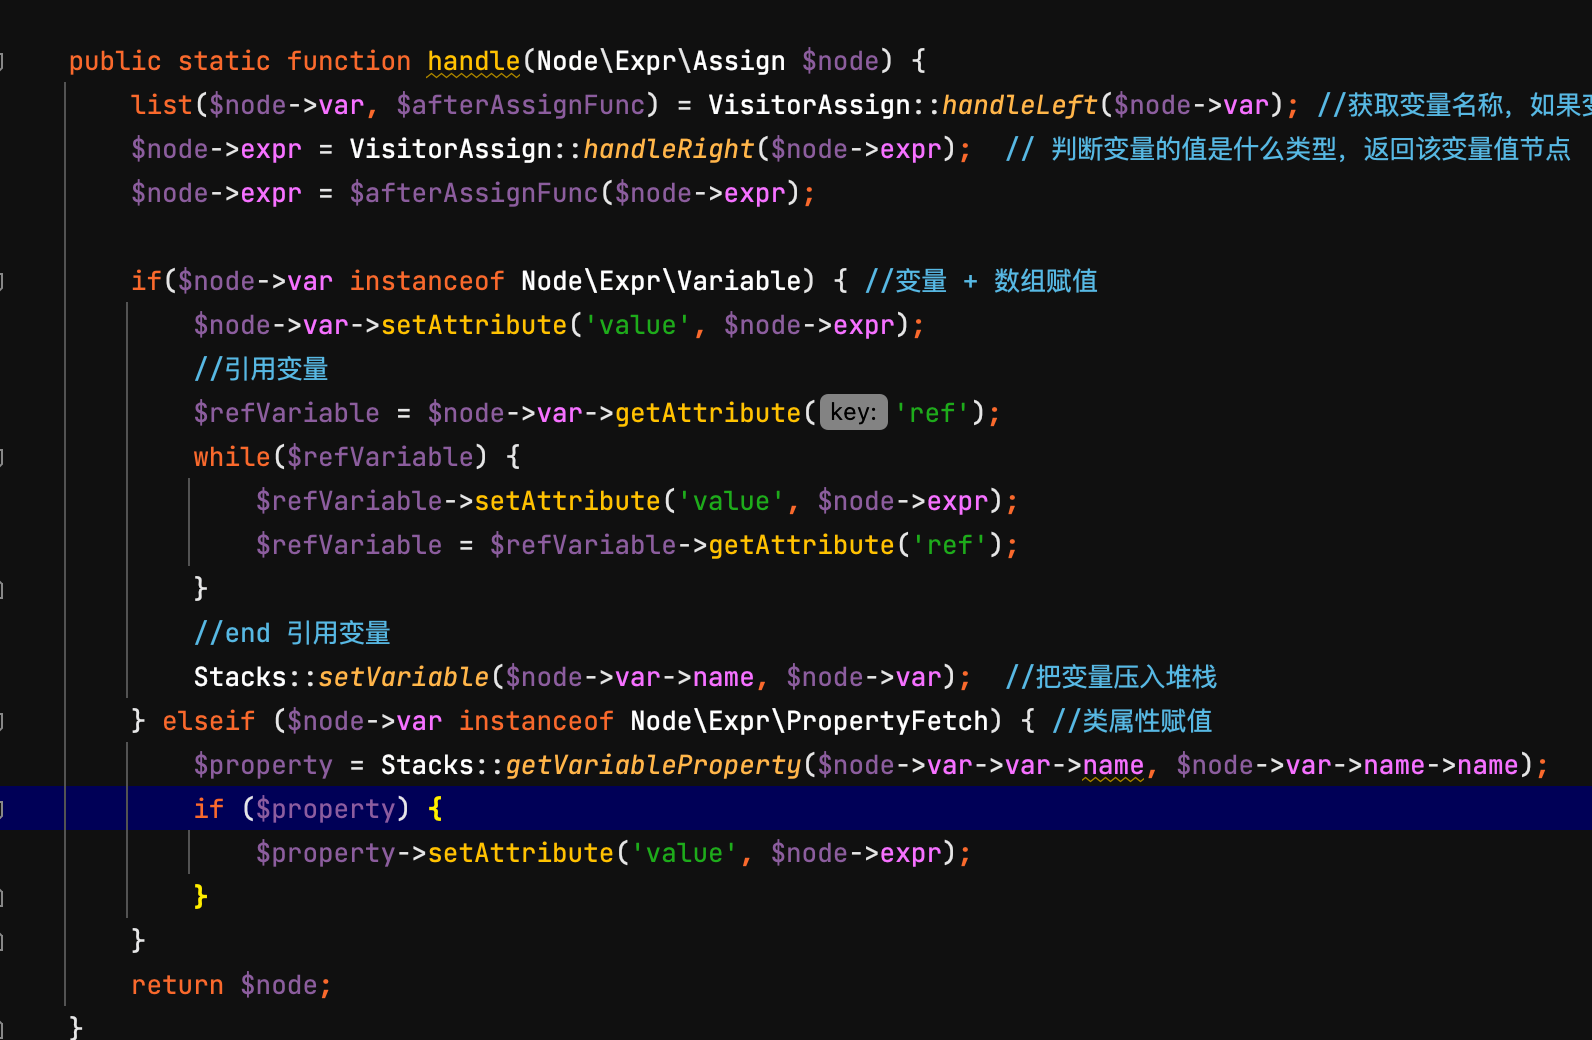 public static function handle(Node\Expr\Assign $node) {
list($node->var, $afterAssignFunc) = VisitorAssign::handleLeft($node->var); //获取变量名称，如果变
$node->expr = VisitorAssign::handleRight($node->expr);  // 判断变量的值是什么类型，返回该变量值节点
$node->expr = $afterAssignFunc($node->expr);
if($node->var instanceof Node\Expr\Variable) { //变量 + 数组赋值
$node->var->setAttribute('value', $node->expr);
//引用变量
$refVariable = $node->var->getAttribute( key: 'ref');
while($refVariable) {
$refVariable->setAttribute('value', $node->expr);
$refVariable = $refVariable->getAttribute('ref');
}
//end 引用变量
Stacks::setVariable($node->var->name, $node->var);  //把变量压入堆栈
} elseif ($node->var instanceof Node\Expr\PropertyFetch) { //类属性赋值
$property = Stacks::getVariableProperty($node->var->var->name, $node->var->name->name);
if ($property) {
$property->setAttribute('value', $node->expr);
}
}
return $node;
}